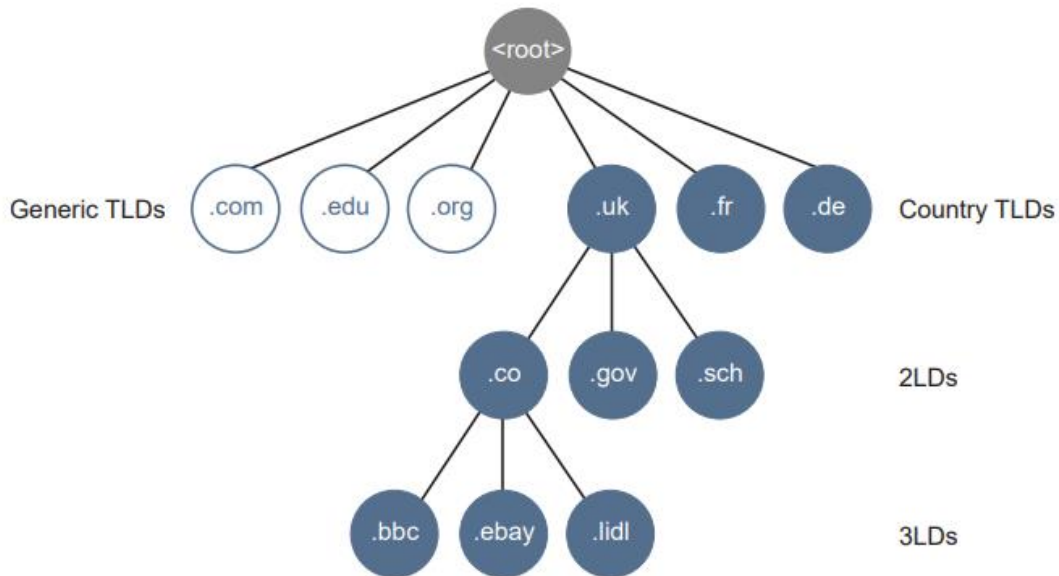 <root>
Generic TLDs .com .edu .org .uk .fr .de Country TLDs
.co .gov .sch 2LDs
.bbc .ebay .lidl 3LDs